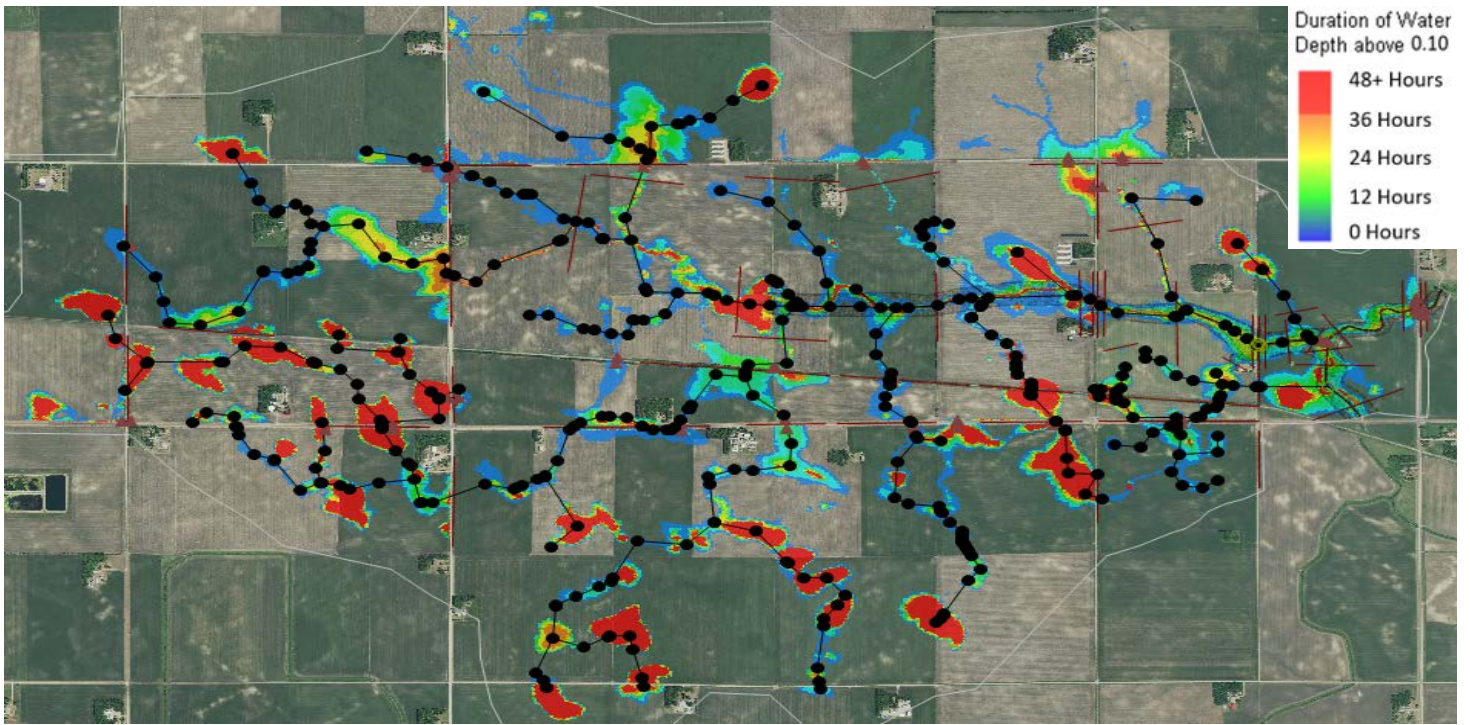 Duration of Water
Depth above 0.10
48+ Hours
36 Hours
24 Hours
12 Hours
0 Hours